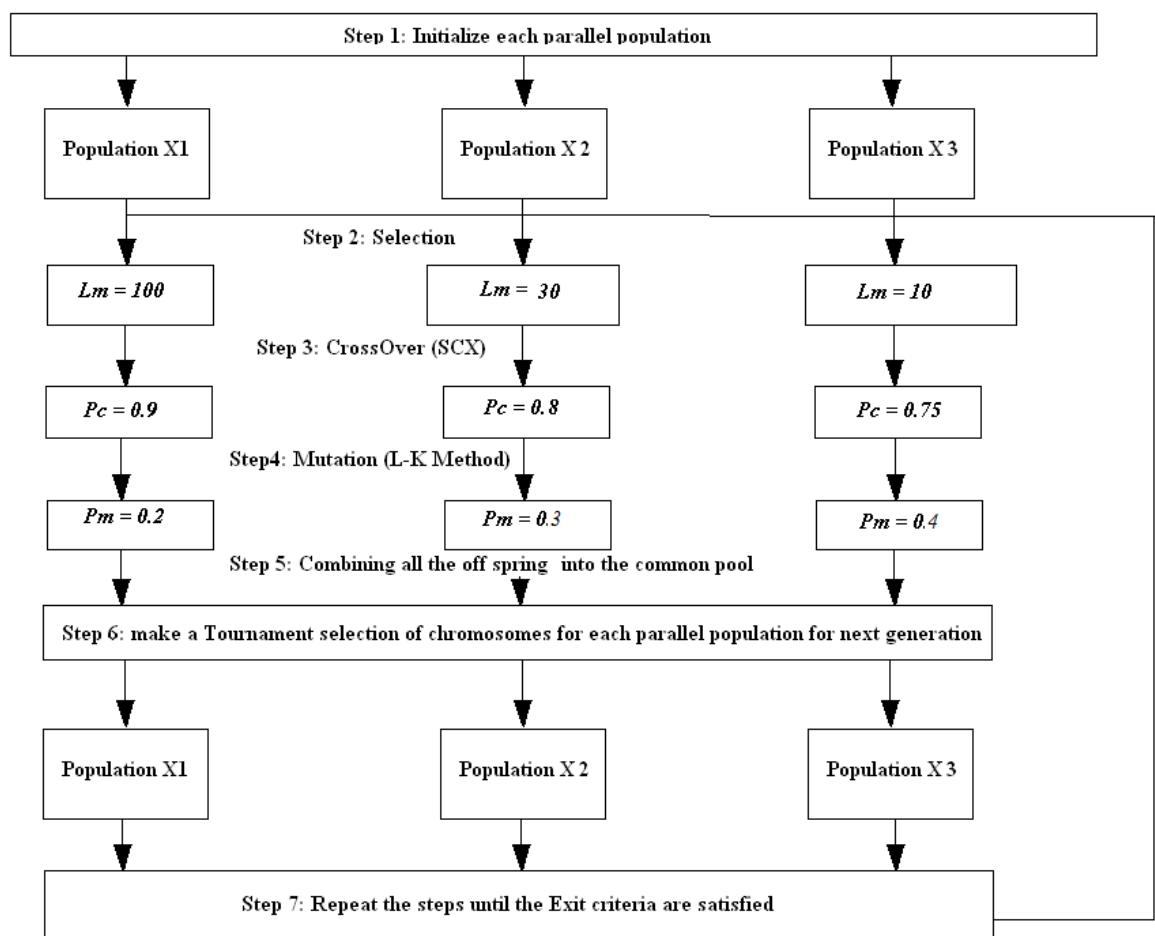 Step 1: Initialize each parallel population
Population X1
Population X 2
Population X 3
Step 2: Selection
Lm = 100
Lm = 30
Lm = 10
Step 3: CrossOver (SCX)
Pc = 0.9
Pc = 0.8
Pc = 0.75
Step4: Mutation (L-K Method)
Pm = 0.2
Pm = 0.3
Pm = 0.4
Step 5: Combining all the off spring into the common pool
Step 6: make a Tournament selection of chromosomes for each parallel population for next generation
Population X1
Population X 2
Population X 3
Step 7: Repeat the steps until the Exit criteria are satisfied